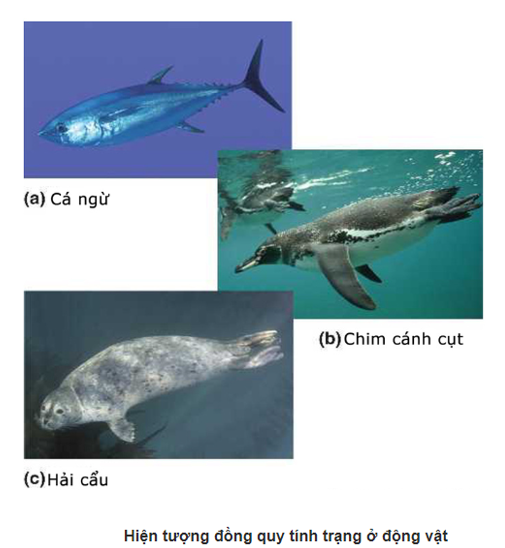 (a) Cá ngừ
(b) Chim cánh cụt
(c) Hải cẩu
Hiện tượng đồng quy tính trạng ở động vật